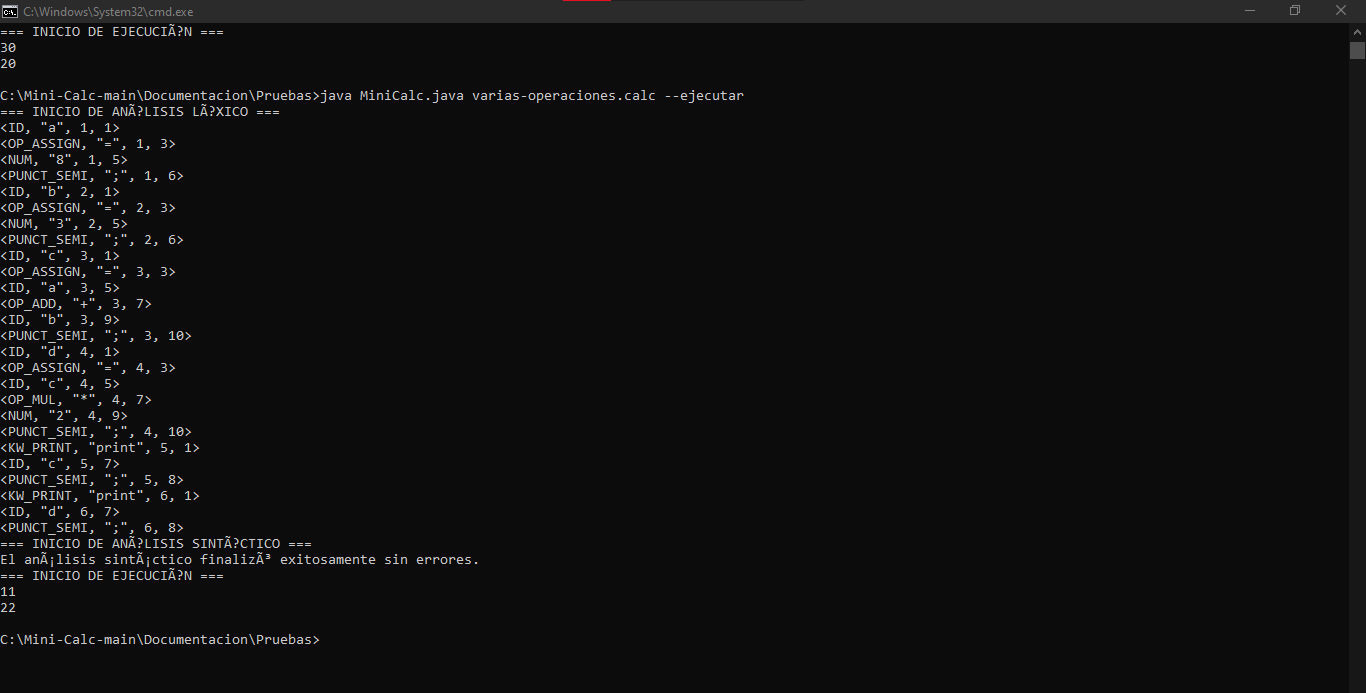 C:\Windows\System32\cmd.exe
=== INICIO DE EJECUCIÃ?N ===
30
20
C:\Mini-Calc-main\Documentacion\Pruebas>java MiniCalc.java varias-operaciones.calc --ejecutar
=== INICIO DE ANÃ?LISIS LÃ?XICO ===
<ID, "a", 1, 1>
<OP_ASSIGN, "=", 1, 3>
<NUM, "8", 1, 5>
<PUNCT_SEMI, ";", 1, 6>
<ID, "b", 2, 1>
<OP_ASSIGN, "=", 2, 3>
<NUM, "3", 2, 5>
<PUNCT_SEMI, ";", 2, 6>
<ID, "c", 3, 1>
<OP_ASSIGN, "=", 3, 3>
<ID, "a", 3, 5>
<OP_ADD, "+", 3, 7>
<ID, "b", 3, 9>
<PUNCT_SEMI, ";", 3, 10>
<ID, "d", 4, 1>
<OP_ASSIGN, "=", 4, 3>
<ID, "c", 4, 5>
<OP_MUL, "*", 4, 7>
<NUM, "2", 4, 9>
<PUNCT_SEMI, ";", 4, 10>
<KW_PRINT, "print", 5, 1>
<ID, "c", 5, 7>
<PUNCT_SEMI, ";", 5, 8>
<KW_PRINT, "print", 6, 1>
<ID, "d", 6, 7>
<PUNCT_SEMI, ";", 6, 8>
=== INICIO DE ANÃ?LISIS SINTÃ?CTICO ===
El anÃ¡lisis sintÃ¡ctico finalizÃ³ exitosamente sin errores.
=== INICIO DE EJECUCIÃ?N ===
11
22
C:\Mini-Calc-main\Documentacion\Pruebas>